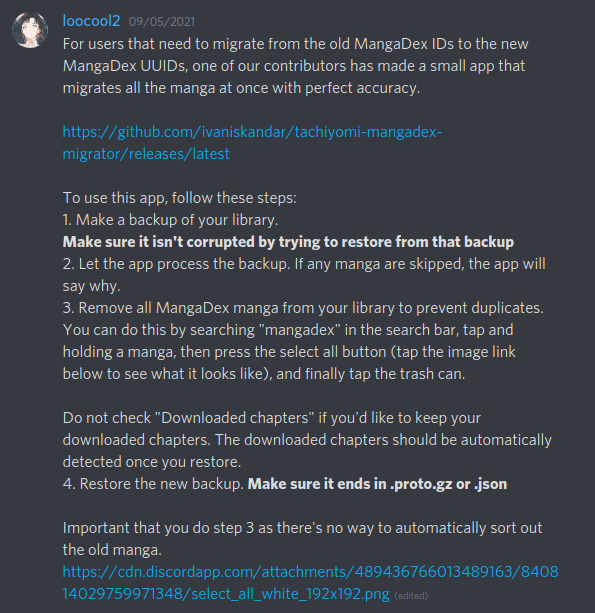 loocool2 09/05/2021
For users that need to migrate from the old MangaDex IDs to the new
MangaDex UUIDs, one of our contributors has made a small app that
migrates all the manga at once with perfect accuracy.
https://github.com/ivaniskandar/tachiyomi-mangadex-
migrator/releases/latest
To use this app, follow these steps:
1. Make a backup of your library.
Make sure it isn't corrupted by trying to restore from that backup
2. Let the app process the backup. If any manga are skipped, the app will
say why.
3. Remove all MangaDex manga from your library to prevent duplicates.
You can do this by searching "mangadex" in the search bar, tap and
holding a manga, then press the select all button (tap the image link
below to see what it looks like), and finally tap the trash can.
Do not check "Downloaded chapters" if you'd like to keep your
downloaded chapters. The downloaded chapters should be automatically
detected once you restore.
4. Restore the new backup. Make sure it ends in .proto.gz or .json
Important that you do step 3 as there's no way to automatically sort out
the old manga.
https://cdn.discordapp.com/attachments/489436766013489163/8408
14029759971348/select_all_white_192x192.png (edited)